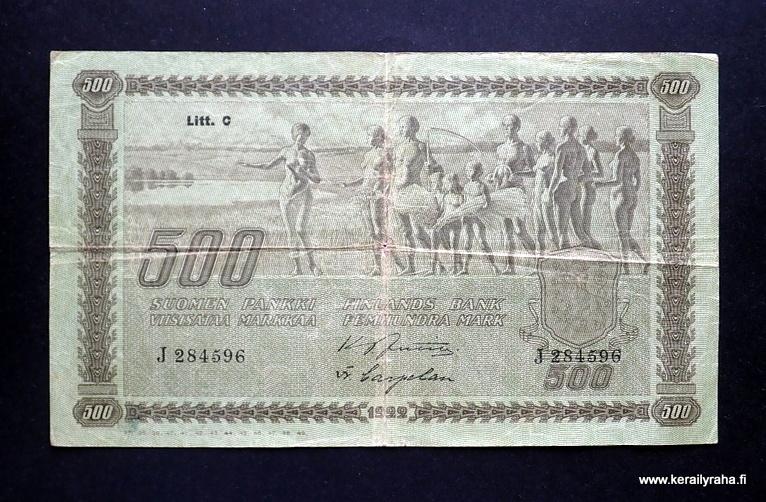 500 500
Litt. C
500
SUOMEN PANKKI FINLANDS BANK
VIISISATAA MARKKAA FEMHUNDRA MARK
J 284596 J 284596
500
500 1922 500
www.kerailyraha.fi